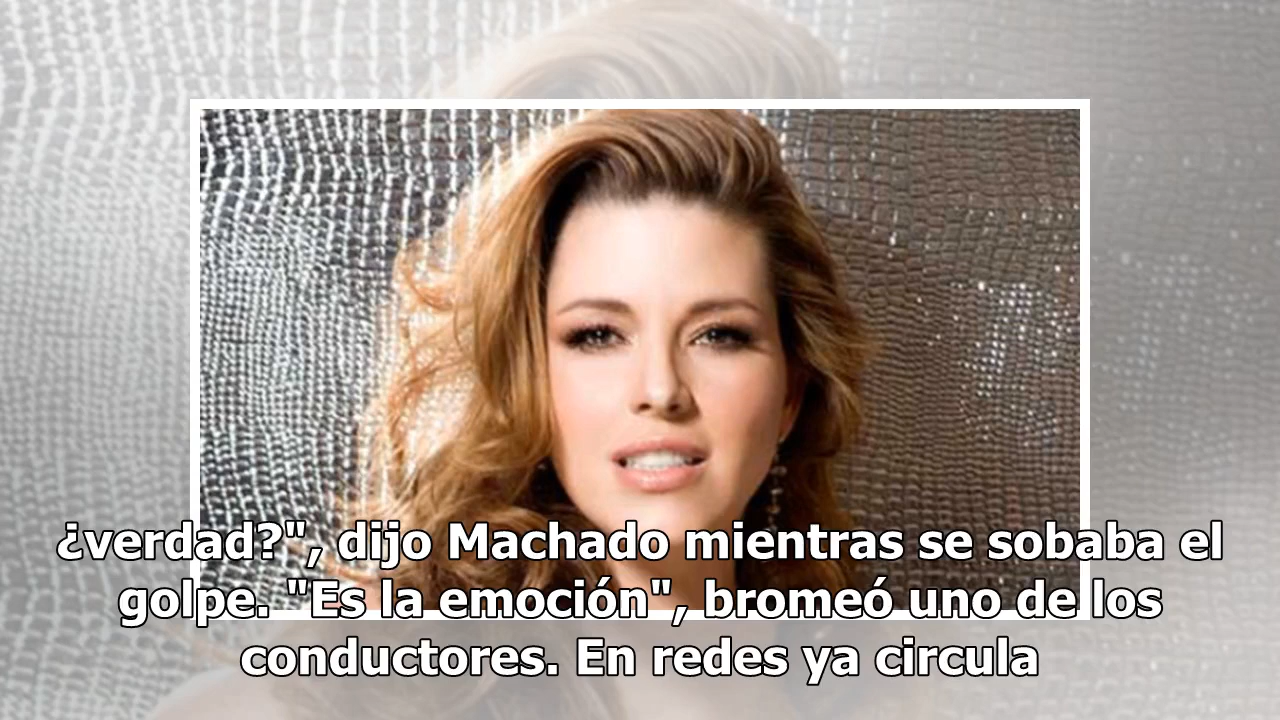 ¿verdad?", dijo Machado mientras se sobaba el
golpe. "Es la emoción", bromeó uno de los
conductores. En redes ya circula